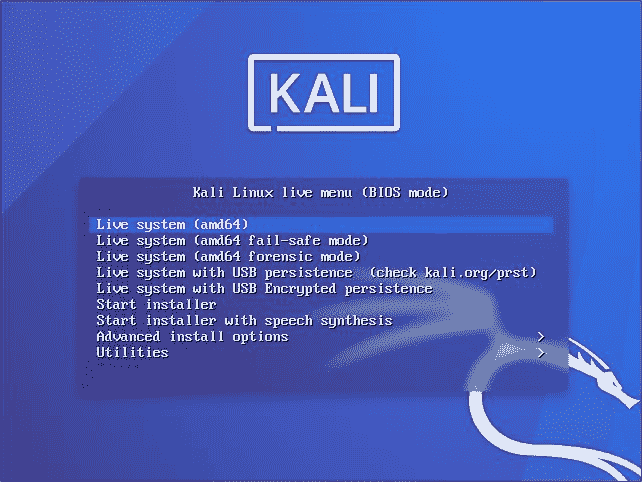 KALI
Kali Linux live menu (BIOS mode)
Live system (amd64)
Live system (amd64 fail-safe mode)
Live system (amd64 forensic mode)
Live system with USB persistence  (check kali.org/prst)
Live system with USB Encrypted persistence
Start installer
Start installer with speech synthesis
Advanced install options >
Utilities >